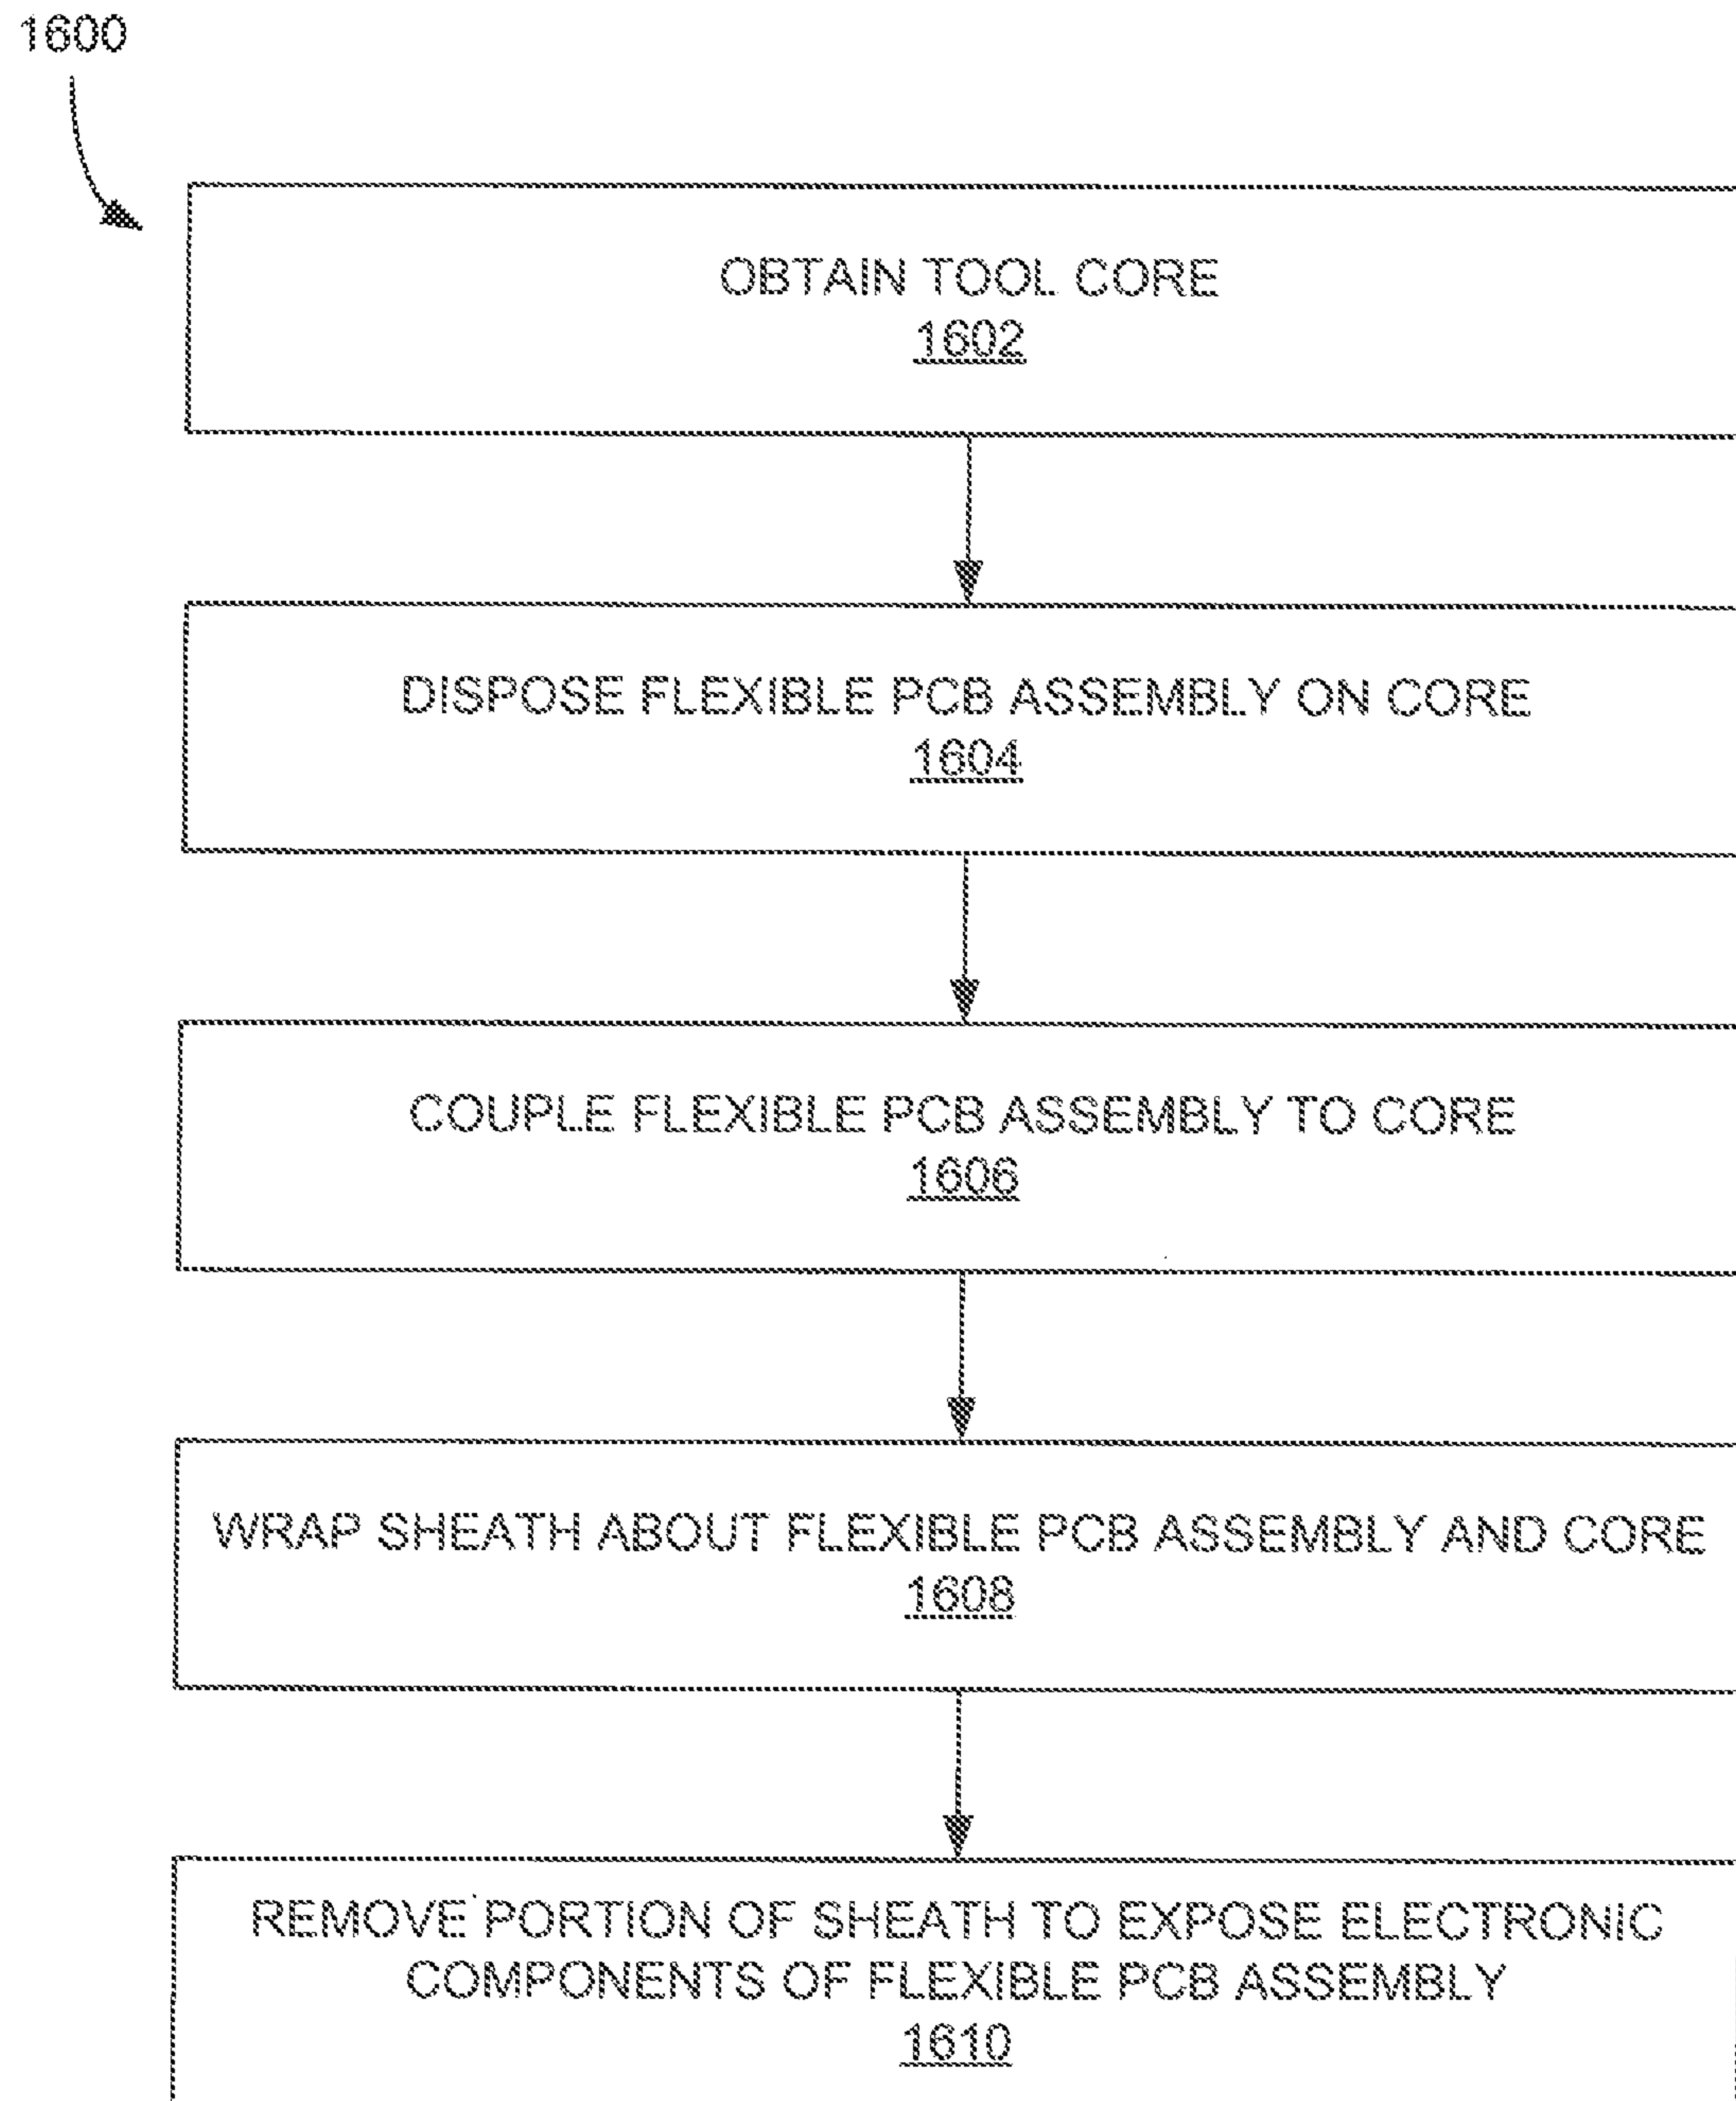 1600
OBTAIN TOOL CORE
1602
DISPOSE FLEXIBLE PCB ASSEMBLY ON CORE
1604
COUPLE FLEXIBLE PCB ASSEMBLY TO CORE
1606
WRAP SHEATH ABOUT FLEXIBLE PCB ASSEMBLY AND CORE
1608
REMOVE PORTION OF SHEATH TO EXPOSE ELECTRONIC
COMPONENTS OF FLEXIBLE PCB ASSEMBLY
1610